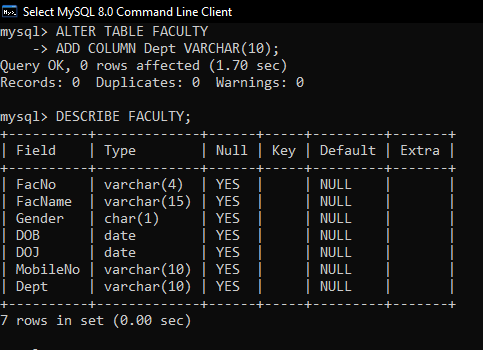 Select MySQL 8.0 Command Line Client
mysql> ALTER TABLE FACULTY
    -> ADD COLUMN Dept VARCHAR(10);
Query OK, 0 rows affected (1.70 sec)
Records: 0  Duplicates: 0  Warnings: 0

mysql> DESCRIBE FACULTY;
+----------+-------------+------+-----+---------+-------+
| Field    | Type        | Null | Key | Default | Extra |
+----------+-------------+------+-----+---------+-------+
| FacNo    | varchar(4)  | YES  |     | NULL    |       |
| FacName  | varchar(15) | YES  |     | NULL    |       |
| Gender   | char(1)     | YES  |     | NULL    |       |
| DOB      | date        | YES  |     | NULL    |       |
| DOJ      | date        | YES  |     | NULL    |       |
| MobileNo | varchar(10) | YES  |     | NULL    |       |
| Dept     | varchar(10) | YES  |     | NULL    |       |
+----------+-------------+------+-----+---------+-------+
7 rows in set (0.00 sec)